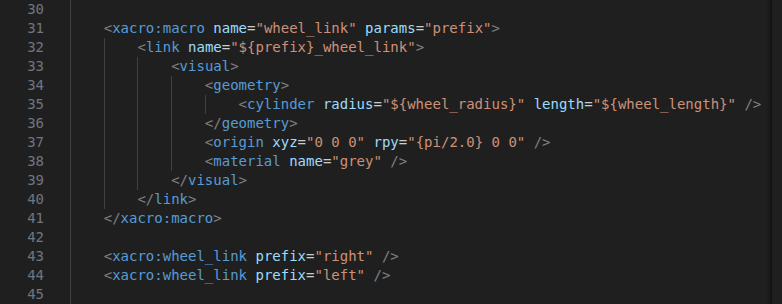 30
31 <xacro:macro name="wheel_link" params="prefix">
32 <link name="${prefix}_wheel_link">
33 <visual>
34 <geometry>
35 <cylinder radius="${wheel_radius}" length="${wheel_length}" />
36 </geometry>
37 <origin xyz="0 0 0" rpy="{pi/2.0} 0 0" />
38 <material name="grey" />
39 </visual>
40 </link>
41 </xacro:macro>
42
43 <xacro:wheel_link prefix="right" />
44 <xacro:wheel_link prefix="left" />
45